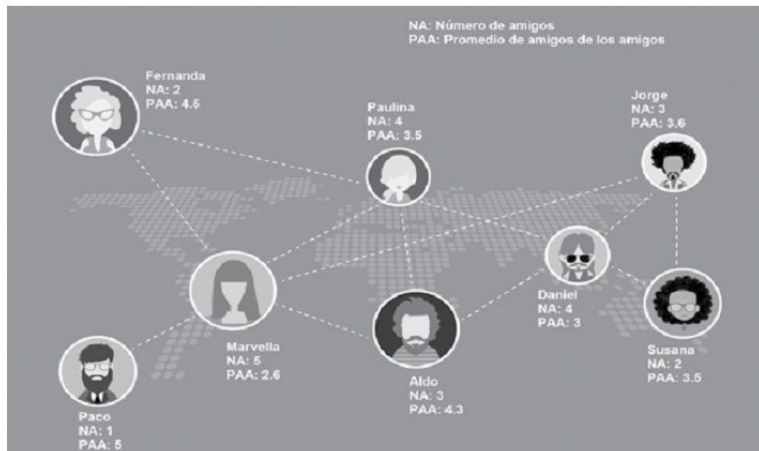 NA: Número de amigos
PAA: Promedio de amigos de los amigos
Fernanda
NA: 2
PAA: 4.5
Paulina
NA: 4
PAA: 3.5
Jorge
NA: 3
PAA: 3.6
Marvella
NA: 5
PAA: 2.6
Aldo
NA: 3
PAA: 4.3
Daniel
NA: 4
PAA: 3
Susana
NA: 2
PAA: 3.5
Paco
NA: 1
PAA: 5